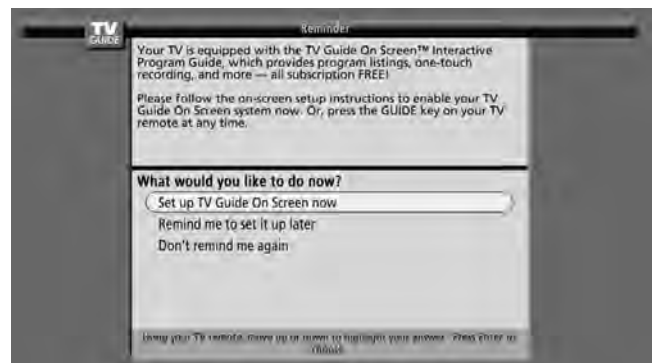 TV
GUIDE
Reminder
Your TV is equipped with the TV Guide On Screen™ Interactive
Program Guide, which provides program listings, one-touch
recording, and more — all subscription FREE!
Please follow the on-screen setup instructions to enable your TV
Guide On Screen system now. Or, press the GUIDE key on your TV
remote at any time.
What would you like to do now?
Set up TV Guide On Screen now
Remind me to set it up later
Don't remind me again
Using your TV remote, move up or down to highlight your answer. Press Enter to
choose.